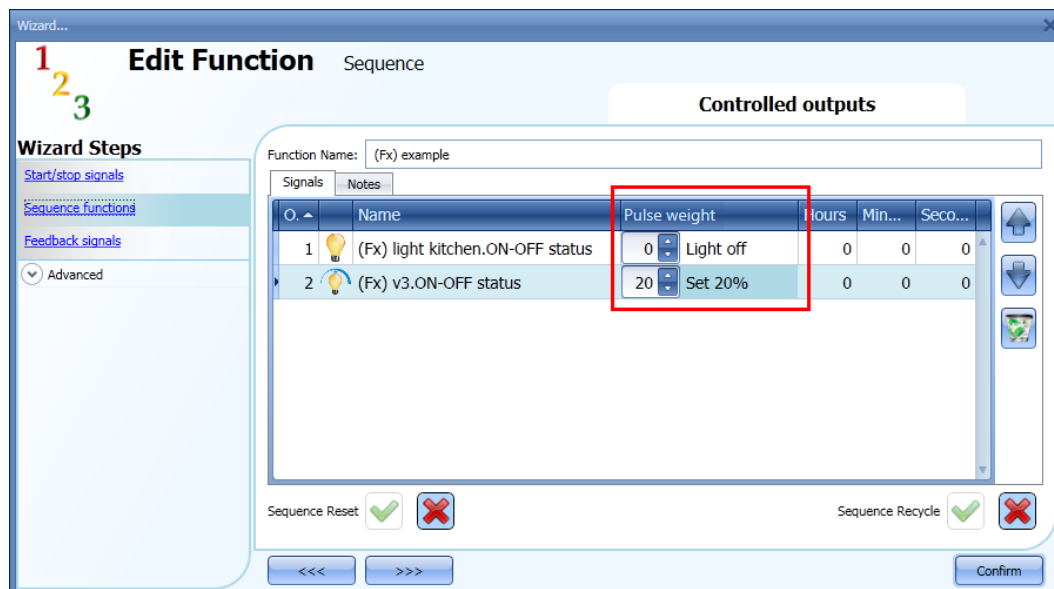 Wizard...
1 2 3
Edit Function Sequence
Controlled outputs
Wizard Steps
Start/stop signals
Sequence functions
Feedback signals
Advanced
Function Name: (Fx) example
Signals Notes
O. Name Pulse weight Hours Min... Seco...
1 (Fx) light kitchen.ON-OFF status 0 Light off 0 0 0
2 (Fx) v3.ON-OFF status 20 Set 20% 0 0 0
Sequence Reset Sequence Recycle
<<< >>> Confirm